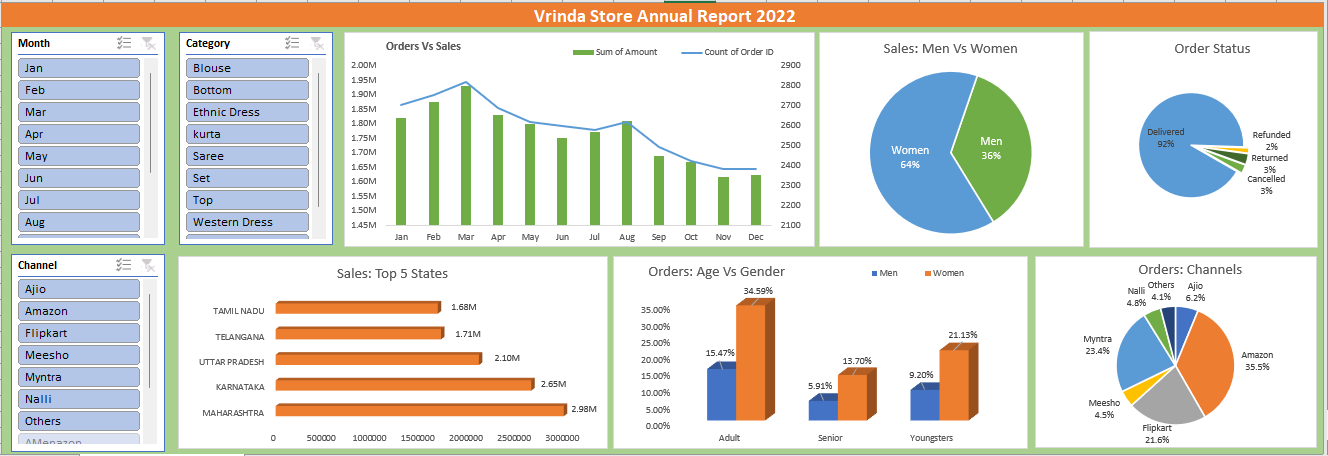 Vrinda Store Annual Report 2022
Month
Jan
Feb
Mar
Apr
May
Jun
Jul
Aug
Category
Blouse
Bottom
Ethnic Dress
kurta
Saree
Set
Top
Western Dress
Orders Vs Sales
Sum of Amount
Count of Order ID
2.00M
1.95M
1.90M
1.85M
1.80M
1.75M
1.70M
1.65M
1.60M
1.55M
1.50M
1.45M
2900
2800
2700
2600
2500
2400
2300
2200
2100
Jan Feb Mar Apr May Jun Jul Aug Sep Oct Nov Dec
Sales: Men Vs Women
Women
64%
Men
36%
Order Status
Delivered
92%
Refunded
2%
Returned
3%
Cancelled
3%
Channel
Ajio
Amazon
Flipkart
Meesho
Myntra
Nalli
Others
AMenazon
Sales: Top 5 States
TAMIL NADU 1.68M
TELANGANA 1.71M
UTTAR PRADESH 2.10M
KARNATAKA 2.65M
MAHARASHTRA 2.98M
0 500000 1000000 1500000 2000000 2500000 3000000
Orders: Age Vs Gender
Men
Women
35.00%
30.00%
25.00%
20.00%
15.00%
10.00%
5.00%
0.00%
15.47%
34.59%
5.91%
13.70%
9.20%
21.13%
Adult Senior Youngsters
Orders: Channels
Ajio
6.2%
Amazon
35.5%
Flipkart
21.6%
Meesho
4.5%
Myntra
23.4%
Nalli
4.8%
Others
4.1%